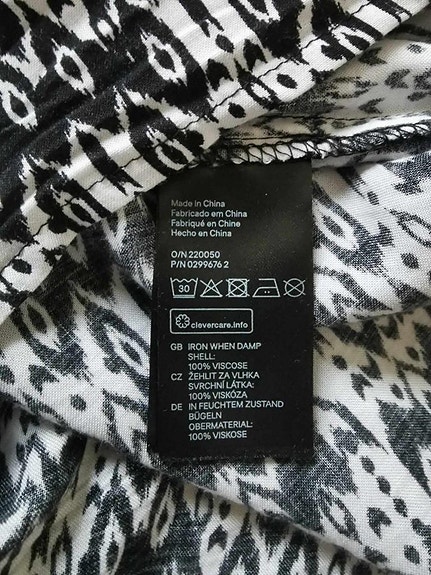 Made in China
Fabricado em China
Fabriqué en Chine
Hecho en China
O/N 220050
P/N 0299676 2
30
clevercare.info
GB IRON WHEN DAMP
SHELL:
100% VISCOSE
CZ ŽEHLIT ZA VLHKA
SVRCHNÍ LÁTKA:
100% VISKÓZA
DE IN FEUCHTEM ZUSTAND
BÜGELN
OBERMATERIAL:
100% VISKOSE